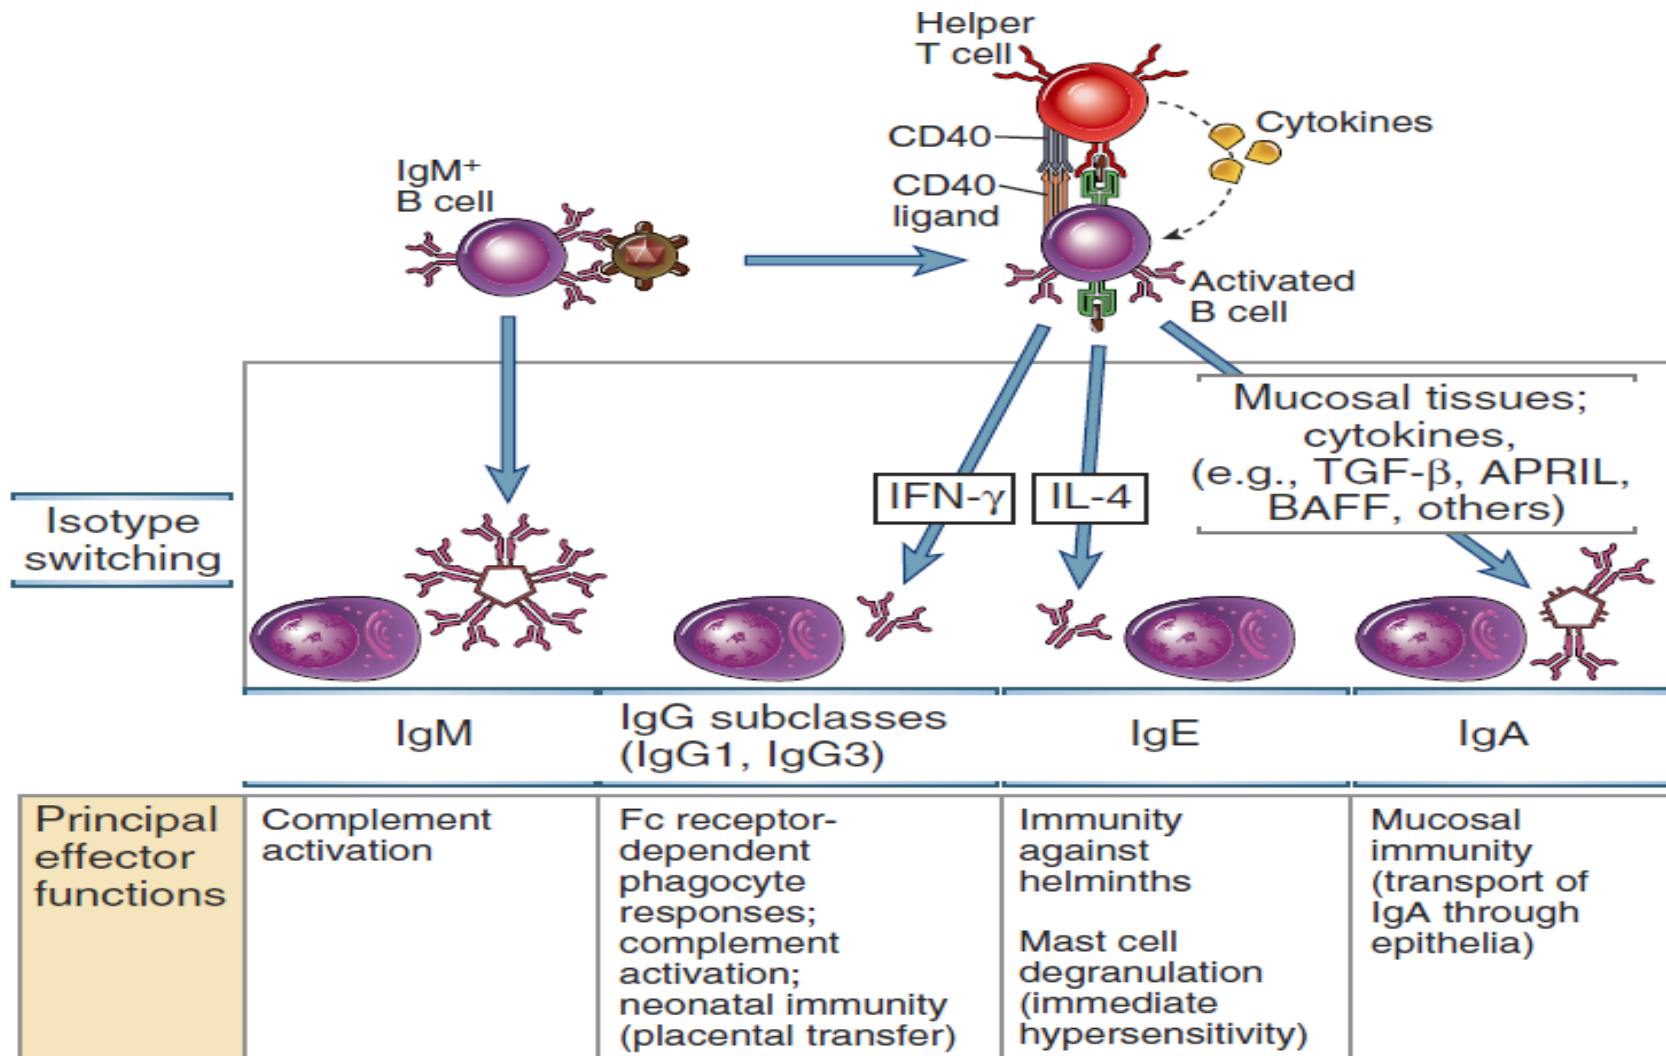 Helper
T cell
CD40
Cytokines
IgM⁺
B cell
CD40
ligand
Activated
B cell
Mucosal tissues;
cytokines,
(e.g., TGF-β, APRIL,
BAFF, others)
IFN-γ
IL-4
Isotype
switching
IgM
IgG subclasses
(IgG1, IgG3)
IgE
IgA
Principal
effector
functions
Complement
activation
Fc receptor-
dependent
phagocyte
responses;
complement
activation;
neonatal immunity
(placental transfer)
Immunity
against
helminths
Mast cell
degranulation
(immediate
hypersensitivity)
Mucosal
immunity
(transport of
IgA through
epithelia)